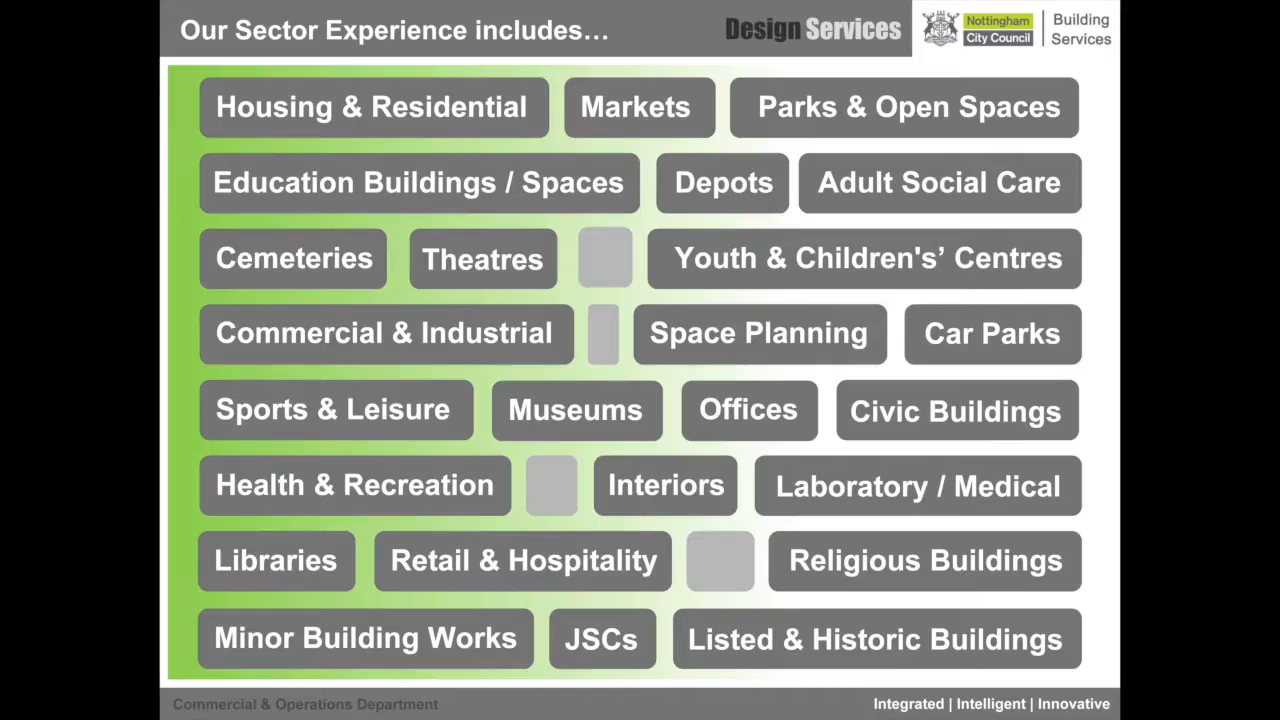 Our Sector Experience includes…
Design Services
Nottingham
City Council
Building
Services
Housing & Residential
Markets
Parks & Open Spaces
Education Buildings / Spaces
Depots
Adult Social Care
Cemeteries
Theatres
Youth & Children's’ Centres
Commercial & Industrial
Space Planning
Car Parks
Sports & Leisure
Museums
Offices
Civic Buildings
Health & Recreation
Interiors
Laboratory / Medical
Libraries
Retail & Hospitality
Religious Buildings
Minor Building Works
JSCs
Listed & Historic Buildings
Commercial & Operations Department
Integrated | Intelligent | Innovative